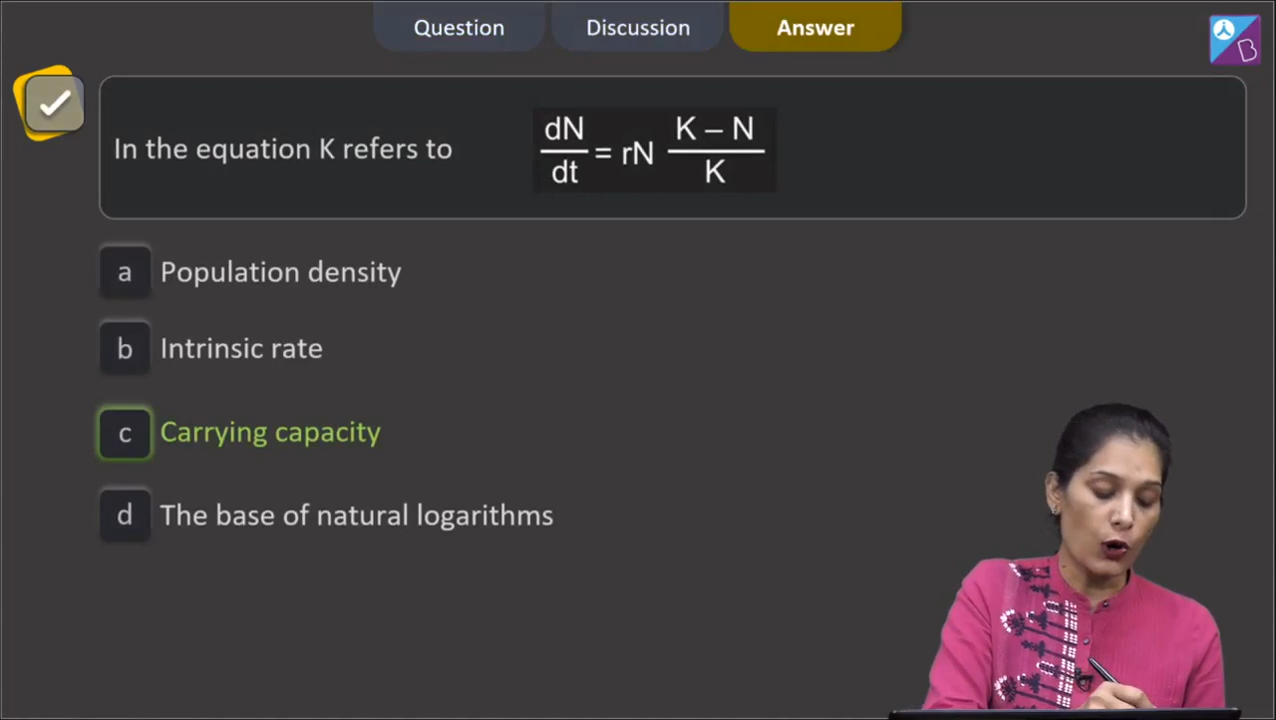 Question Discussion Answer
In the equation K refers to dN/dt = rN K – N/K
a Population density
b Intrinsic rate
c Carrying capacity
d The base of natural logarithms
B